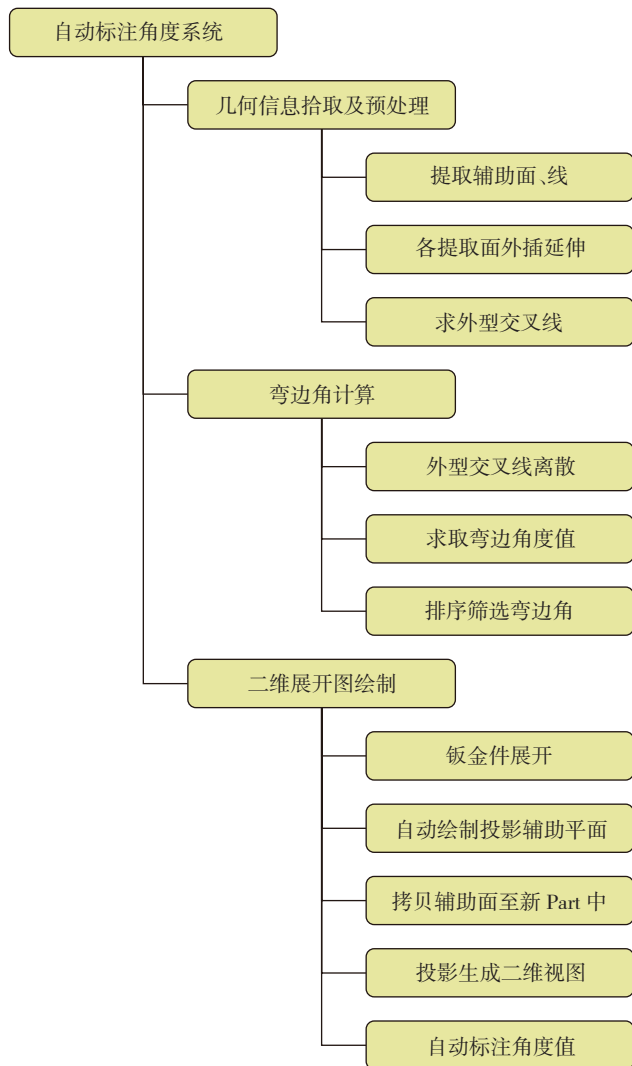 自动标注角度系统
几何信息拾取及预处理
提取辅助面、线
各提取面外插延伸
求外型交叉线
弯边角计算
外型交叉线离散
求取弯边角度值
排序筛选弯边角
二维展开图绘制
钣金件展开
自动绘制投影辅助平面
拷贝辅助面至新 Part 中
投影生成二维视图
自动标注角度值